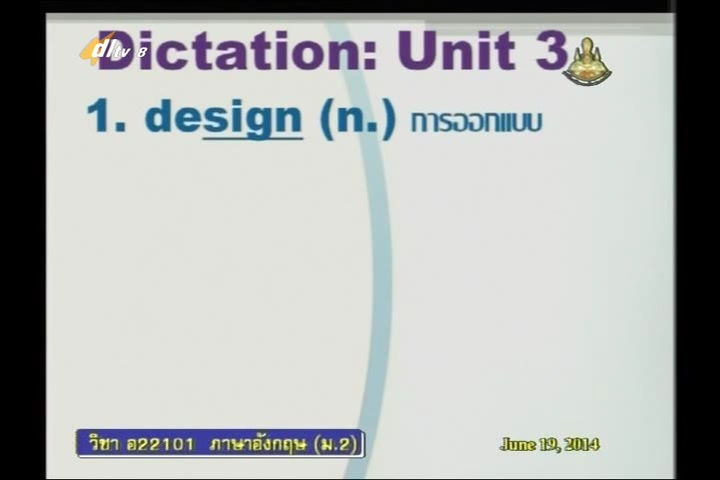 dltv 8
Dictation: Unit 3
1. design (n.) การออกแบบ
วิชา อ22101 ภาษาอังกฤษ (ม.2)
June 19, 2014